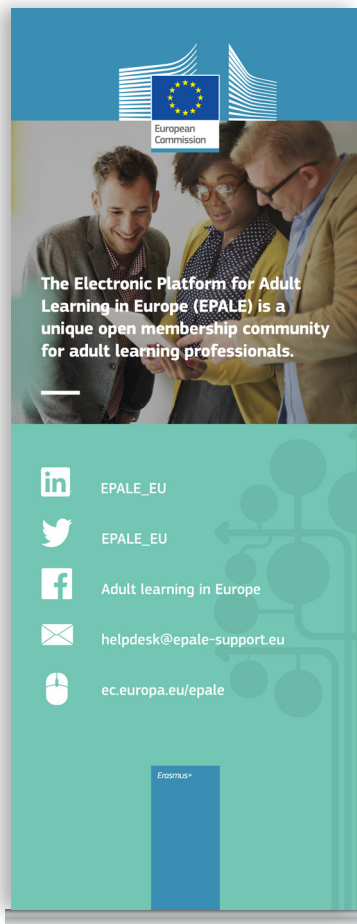 European
Commission
The Electronic Platform for Adult
Learning in Europe (EPALE) is a
unique open membership community
for adult learning professionals.
in
EPALE_EU
EPALE_EU
f
Adult learning in Europe
helpdesk@epale-support.eu
ec.europa.eu/epale
Erasmus+